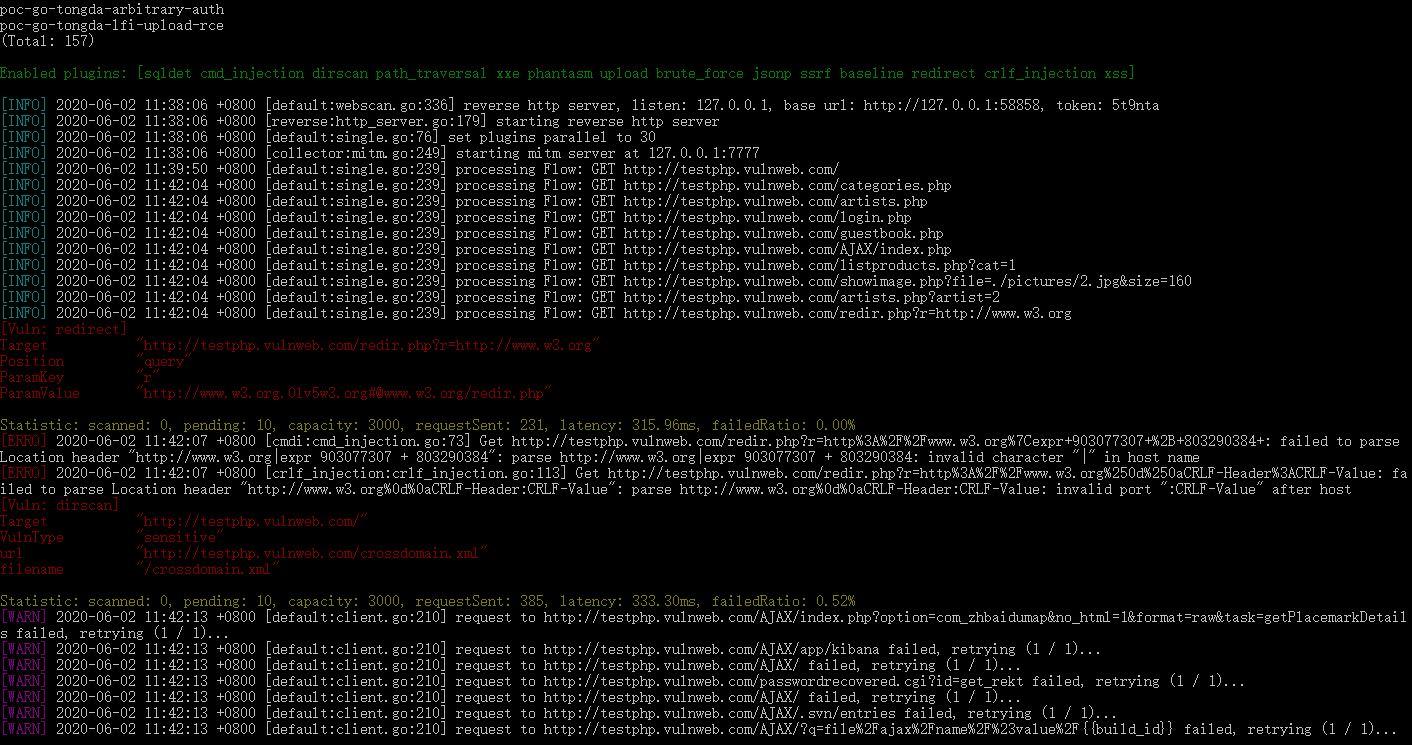 poc-go-tongda-arbitrary-auth
poc-go-tongda-lfi-upload-rce
(Total: 157)
Enabled plugins: [sqldet cmd_injection dirscan path_traversal xxe phantasm upload brute_force jsonp ssrf baseline redirect crlf_injection xss]
[INFO] 2020-06-02 11:38:06 +0800 [default:webscan.go:336] reverse http server, listen: 127.0.0.1, base url: http://127.0.0.1:58858, token: 5t9nta
[INFO] 2020-06-02 11:38:06 +0800 [reverse:http_server.go:179] starting reverse http server
[INFO] 2020-06-02 11:38:06 +0800 [default:single.go:76] set plugins parallel to 30
[INFO] 2020-06-02 11:38:06 +0800 [collector:mitm.go:249] starting mitm server at 127.0.0.1:7777
[INFO] 2020-06-02 11:39:50 +0800 [default:single.go:239] processing Flow: GET http://testphp.vulnweb.com/
[INFO] 2020-06-02 11:42:04 +0800 [default:single.go:239] processing Flow: GET http://testphp.vulnweb.com/categories.php
[INFO] 2020-06-02 11:42:04 +0800 [default:single.go:239] processing Flow: GET http://testphp.vulnweb.com/artists.php
[INFO] 2020-06-02 11:42:04 +0800 [default:single.go:239] processing Flow: GET http://testphp.vulnweb.com/login.php
[INFO] 2020-06-02 11:42:04 +0800 [default:single.go:239] processing Flow: GET http://testphp.vulnweb.com/guestbook.php
[INFO] 2020-06-02 11:42:04 +0800 [default:single.go:239] processing Flow: GET http://testphp.vulnweb.com/AJAX/index.php
[INFO] 2020-06-02 11:42:04 +0800 [default:single.go:239] processing Flow: GET http://testphp.vulnweb.com/listproducts.php?cat=1
[INFO] 2020-06-02 11:42:04 +0800 [default:single.go:239] processing Flow: GET http://testphp.vulnweb.com/showimage.php?file=./pictures/2.jpg&size=160
[INFO] 2020-06-02 11:42:04 +0800 [default:single.go:239] processing Flow: GET http://testphp.vulnweb.com/artists.php?artist=2
[INFO] 2020-06-02 11:42:04 +0800 [default:single.go:239] processing Flow: GET http://testphp.vulnweb.com/redir.php?r=http://www.w3.org
[Vuln: redirect]
Target "http://testphp.vulnweb.com/redir.php?r=http://www.w3.org"
Position "query"
ParamKey "r"
ParamValue "http://www.w3.org.01v5w3.org#@www.w3.org/redir.php"
Statistic: scanned: 0, pending: 10, capacity: 3000, requestSent: 231, latency: 315.96ms, failedRatio: 0.00%
[ERRO] 2020-06-02 11:42:07 +0800 [cmdi:cmd_injection.go:73] Get http://testphp.vulnweb.com/redir.php?r=http%3A%2F%2Fwww.w3.org%7Cexpr+903077307+%2B+803290384+: failed to parse
Location header "http://www.w3.org|expr 903077307 + 803290384": parse http://www.w3.org|expr 903077307 + 803290384: invalid character "|" in host name
[ERRO] 2020-06-02 11:42:07 +0800 [crlf_injection:crlf_injection.go:113] Get http://testphp.vulnweb.com/redir.php?r=http%3A%2F%2Fwww.w3.org%250d%250aCRLF-Header%3ACRLF-Value: fa
iled to parse Location header "http://www.w3.org%0d%0aCRLF-Header:CRLF-Value": parse http://www.w3.org%0d%0aCRLF-Header:CRLF-Value: invalid port ":CRLF-Value" after host
[Vuln: dirscan]
Target "http://testphp.vulnweb.com/"
VulnType "sensitive"
url "http://testphp.vulnweb.com/crossdomain.xml"
filename "/crossdomain.xml"
Statistic: scanned: 0, pending: 10, capacity: 3000, requestSent: 385, latency: 333.30ms, failedRatio: 0.52%
[WARN] 2020-06-02 11:42:13 +0800 [default:client.go:210] request to http://testphp.vulnweb.com/AJAX/index.php?option=com_zhbaidumap&no_html=1&format=raw&task=getPlacemarkDetail
s failed, retrying (1 / 1)...
[WARN] 2020-06-02 11:42:13 +0800 [default:client.go:210] request to http://testphp.vulnweb.com/AJAX/app/kibana failed, retrying (1 / 1)...
[WARN] 2020-06-02 11:42:13 +0800 [default:client.go:210] request to http://testphp.vulnweb.com/AJAX/ failed, retrying (1 / 1)...
[WARN] 2020-06-02 11:42:13 +0800 [default:client.go:210] request to http://testphp.vulnweb.com/passwordrecovered.cgi?id=get_rekt failed, retrying (1 / 1)...
[WARN] 2020-06-02 11:42:13 +0800 [default:client.go:210] request to http://testphp.vulnweb.com/AJAX/ failed, retrying (1 / 1)...
[WARN] 2020-06-02 11:42:13 +0800 [default:client.go:210] request to http://testphp.vulnweb.com/AJAX/.svn/entries failed, retrying (1 / 1)...
[WARN] 2020-06-02 11:42:13 +0800 [default:client.go:210] request to http://testphp.vulnweb.com/AJAX/?q=file%2Fajax%2Fname%2F%23value%2F{{build_id}} failed, retrying (1 / 1)...